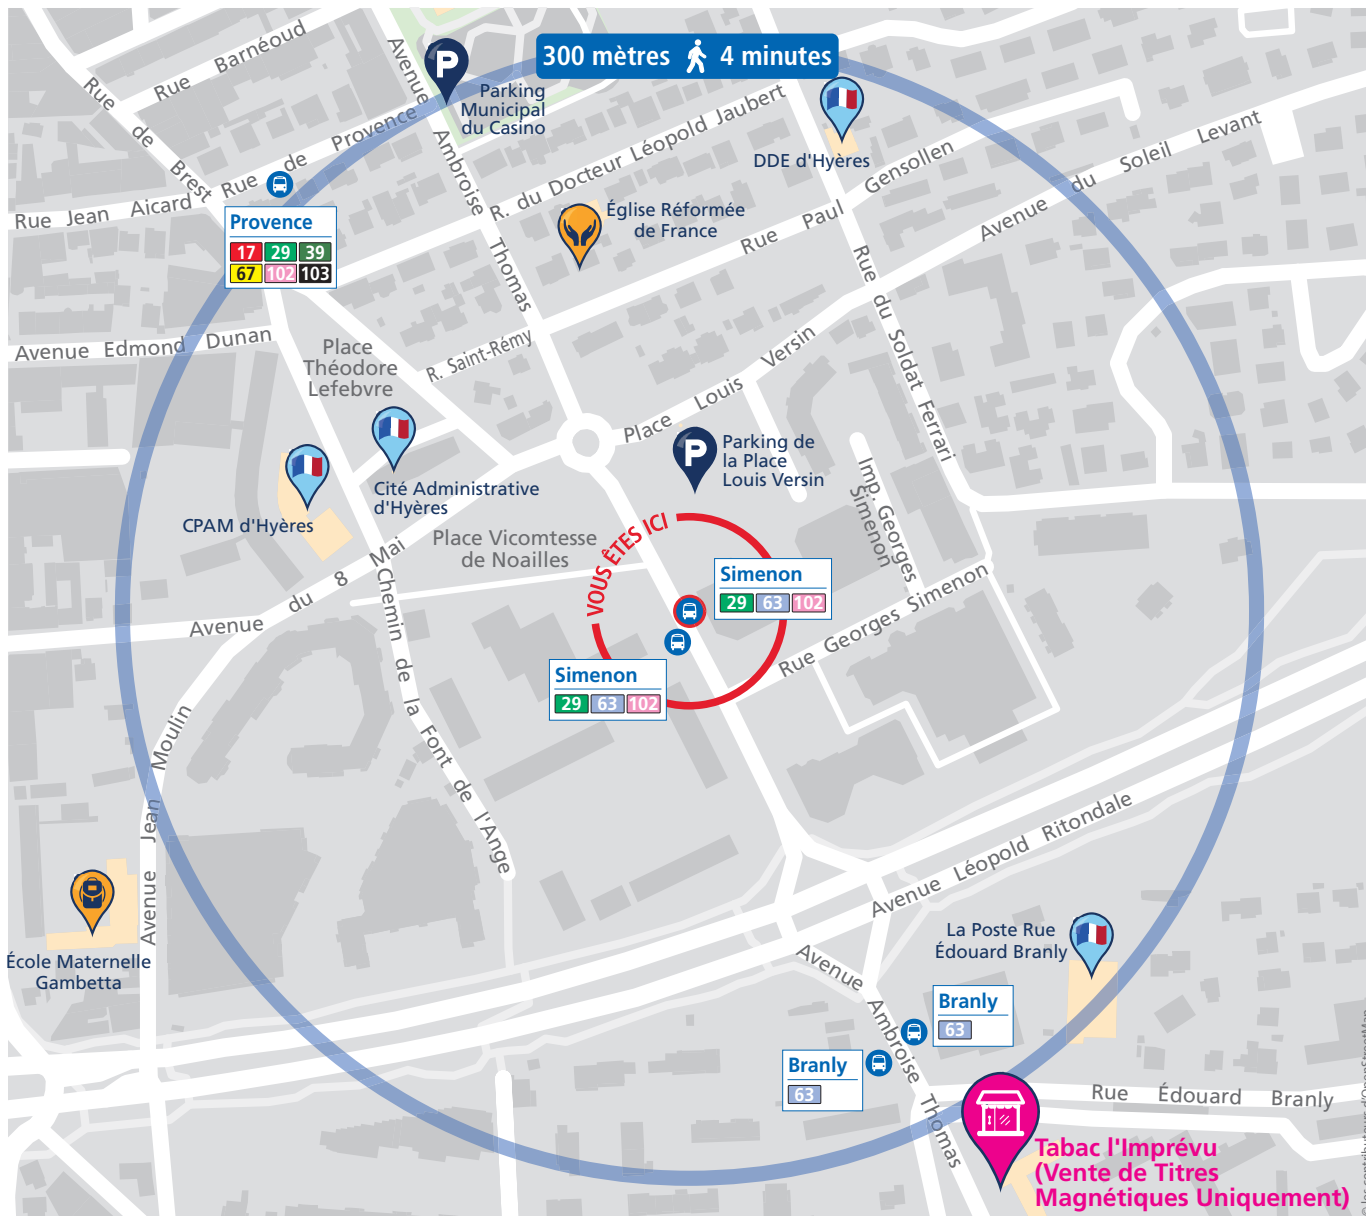 300 mètres 4 minutes
Rue Barnéoud
Avenue Ambroise Thomas
Parking
Municipal
du Casino
Rue de Brest
Rue de Provence
Rue Jean Aicard
R. du Docteur Léopold Jaubert
DDE d'Hyères
Rue Paul Gensollen
Avenue du Soleil Levant
Provence
17 29 39
67 102 103
Église Réformée
de France
Avenue Edmond Dunan
Place
Théodore
Lefebvre
R. Saint-Rémy
Rue du Soldat Ferrari
Place Louis Versin
Parking de
la Place
Louis Versin
Imp. Georges
Simenon
Cité Administrative
d'Hyères
CPAM d'Hyères
Place Vicomtesse
de Noailles
VOUS ÊTES ICI
Simenon
29 63 102
Avenue du 8 Mai
Chemin de la Font de l'Ange
Rue Georges Simenon
Simenon
29 63 102
Avenue Jean Moulin
Avenue Léopold Ritondale
École Maternelle
Gambetta
La Poste Rue
Édouard Branly
Avenue Ambroise Thomas
Branly
63
Branly
63
Rue Édouard Branly
Tabac l'Imprévu
(Vente de Titres
Magnétiques Uniquement)
les contributeurs d'OpenStreetMap